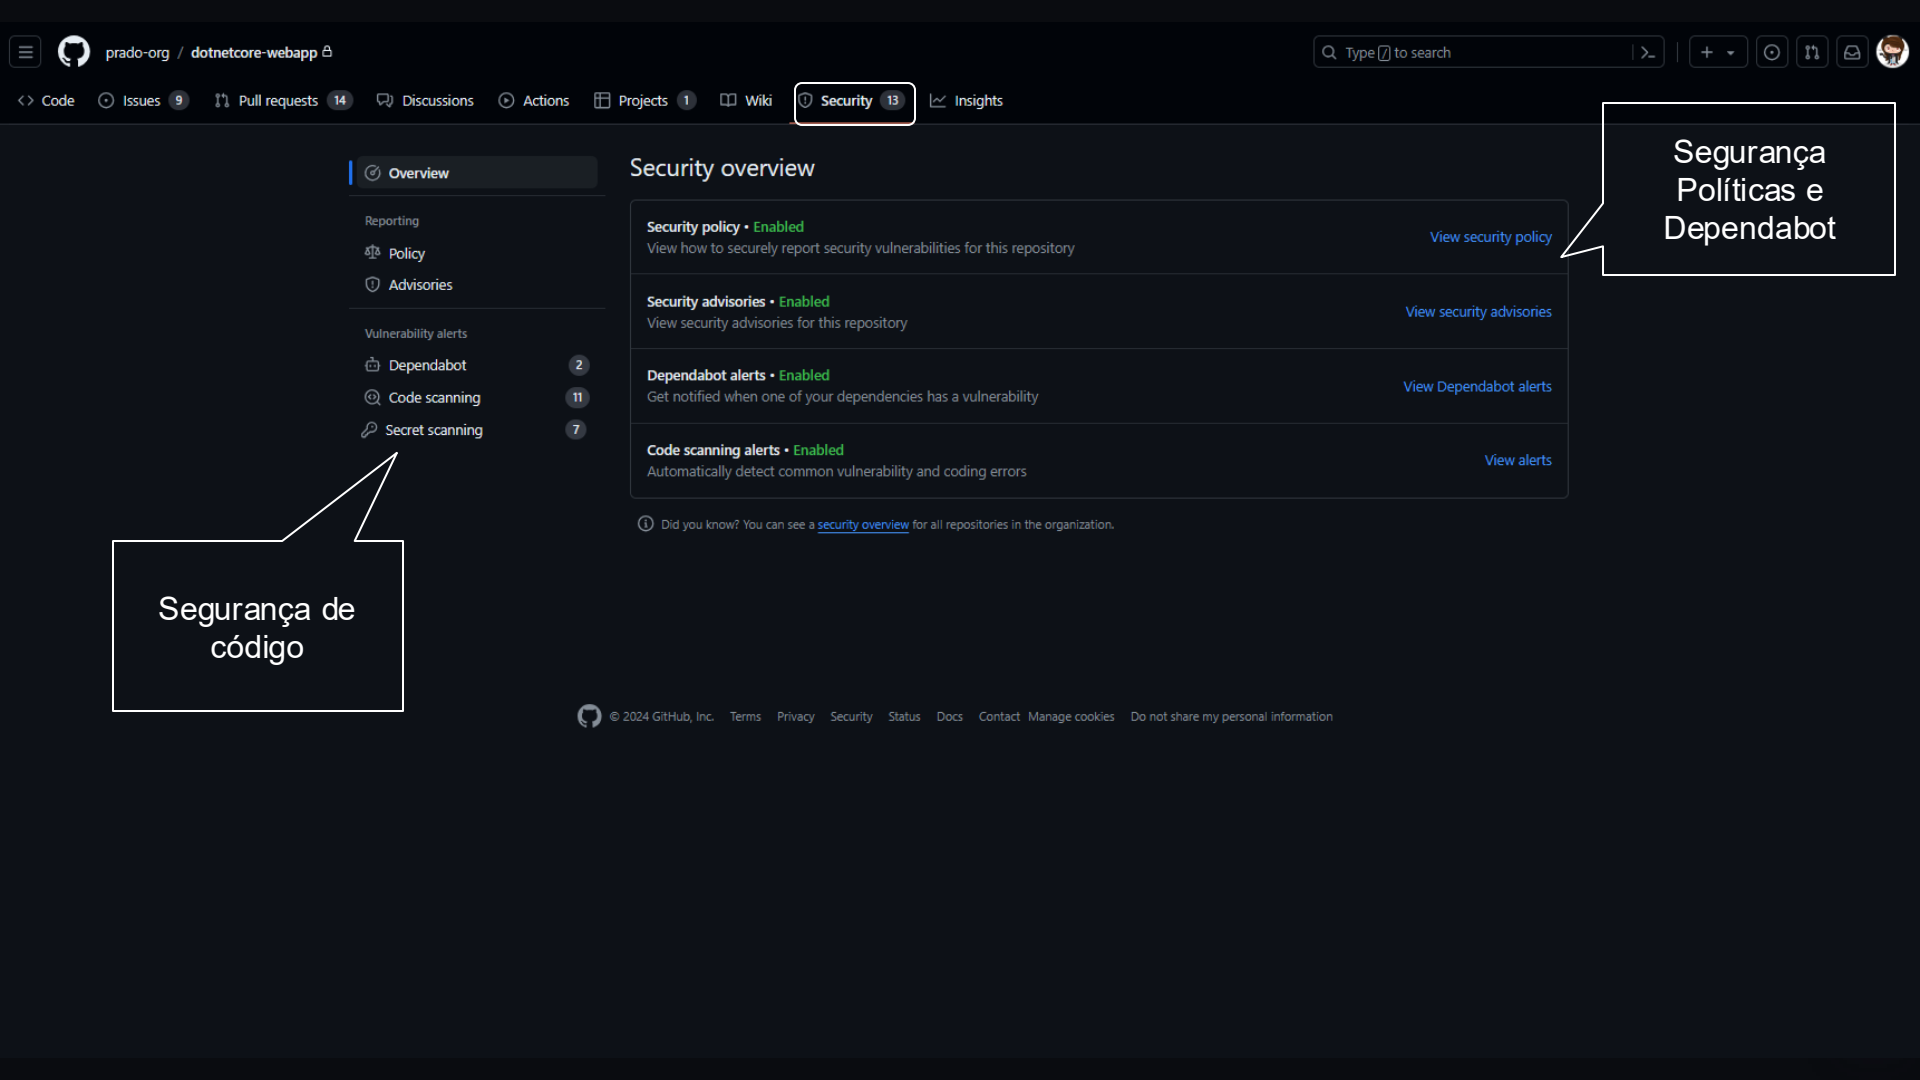 prado-org / dotnetcore-webapp
Type / to search
Code
Issues 9
Pull requests 14
Discussions
Actions
Projects 1
Wiki
Security 13
Insights
Segurança
Políticas e
Dependabot
Overview
Reporting
Policy
Advisories
Vulnerability alerts
Dependabot 2
Code scanning 11
Secret scanning 7
Security overview
Security policy • Enabled
View how to securely report security vulnerabilities for this repository
View security policy
Security advisories • Enabled
View security advisories for this repository
View security advisories
Dependabot alerts • Enabled
Get notified when one of your dependencies has a vulnerability
View Dependabot alerts
Code scanning alerts • Enabled
Automatically detect common vulnerability and coding errors
View alerts
Did you know? You can see a security overview for all repositories in the organization.
Segurança de
código
© 2024 GitHub, Inc. Terms Privacy Security Status Docs Contact Manage cookies Do not share my personal information